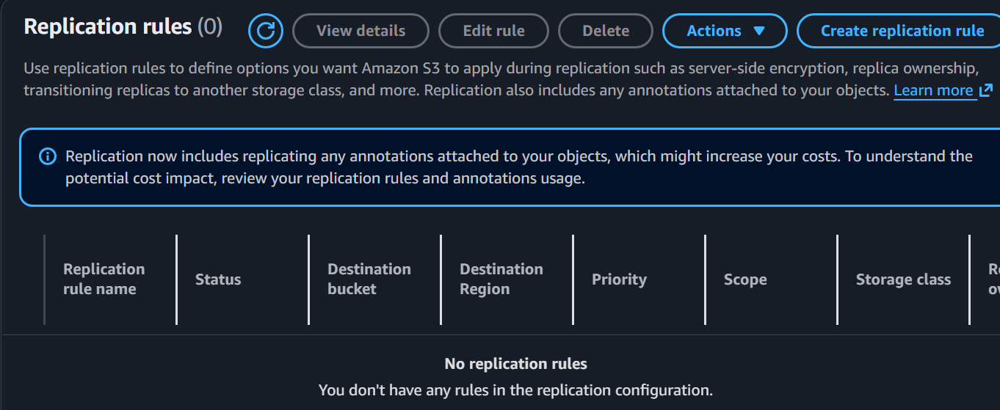 Replication rules (0)
View details
Edit rule
Delete
Actions
Create replication rule
Use replication rules to define options you want Amazon S3 to apply during replication such as server-side encryption, replica ownership,
transitioning replicas to another storage class, and more. Replication also includes any annotations attached to your objects. Learn more
Replication now includes replicating any annotations attached to your objects, which might increase your costs. To understand the
potential cost impact, review your replication rules and annotations usage.
Replication
rule name
Status
Destination
bucket
Destination
Region
Priority
Scope
Storage class
No replication rules
You don't have any rules in the replication configuration.